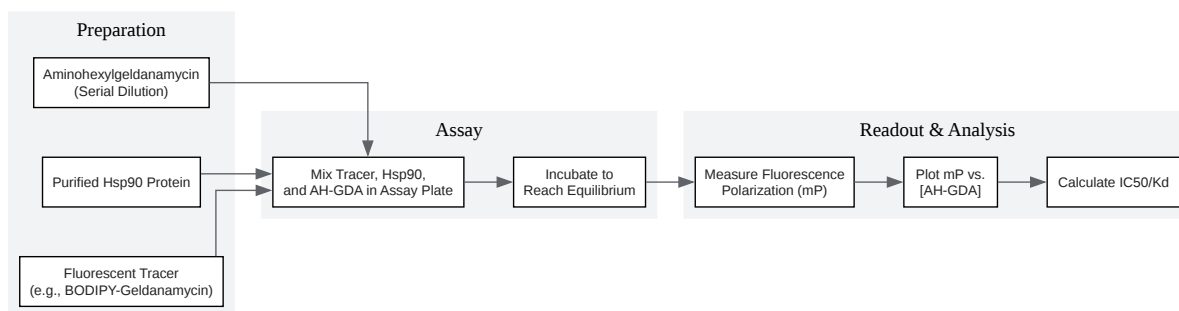 Preparation
Aminohexylgeldanamycin
(Serial Dilution)
Purified Hsp90 Protein
Fluorescent Tracer
(e.g., BODIPY-Geldanamycin)
Assay
Mix Tracer, Hsp90,
and AH-GDA in Assay Plate
Incubate to
Reach Equilibrium
Readout & Analysis
Measure Fluorescence
Polarization (mP)
Plot mP vs.
[AH-GDA]
Calculate IC50/Kd